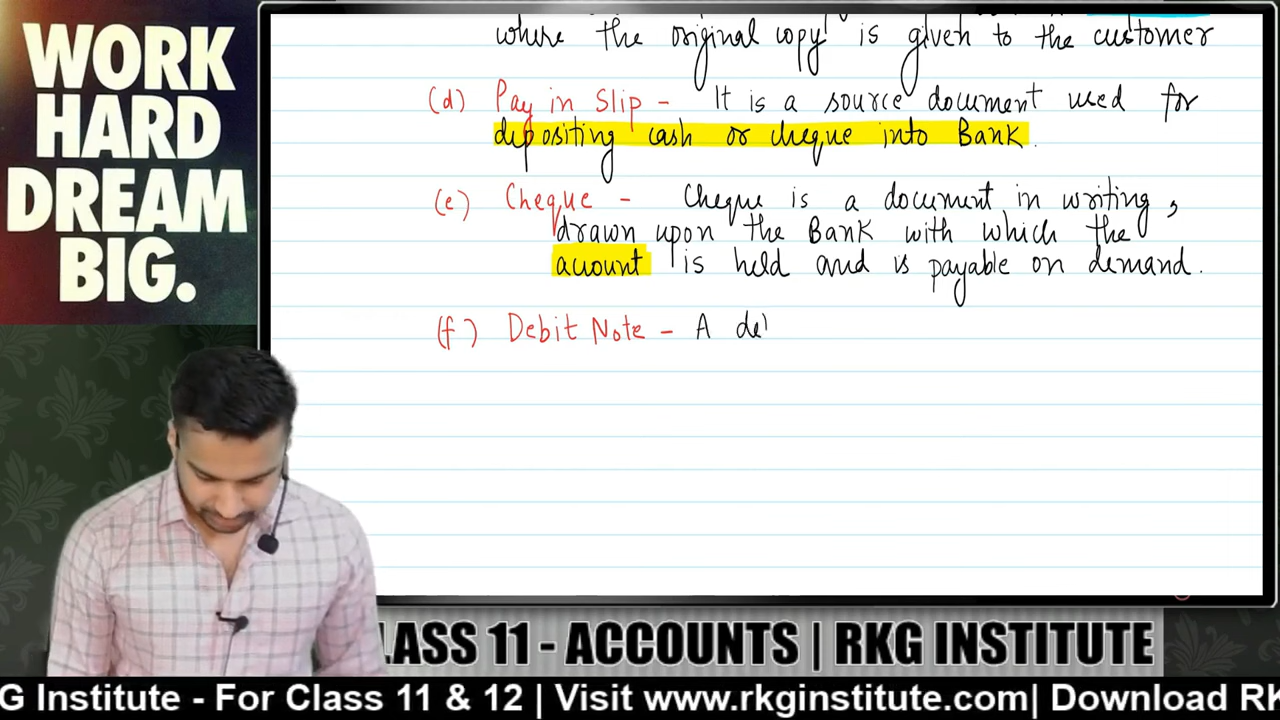 WORK
HARD
DREAM
BIG.
where the original copy is given to the customer
(d) Pay in Slip - It is a source document used for
depositing cash or cheque into Bank.
(e) Cheque - Cheque is a document in writing,
drawn upon the Bank with which the
account is held and is payable on demand.
(f) Debit Note - A de
LASS 11 - ACCOUNTS | RKG INSTITUTE
G Institute - For Class 11 & 12 | Visit www.rkginstitute.com| Download RK